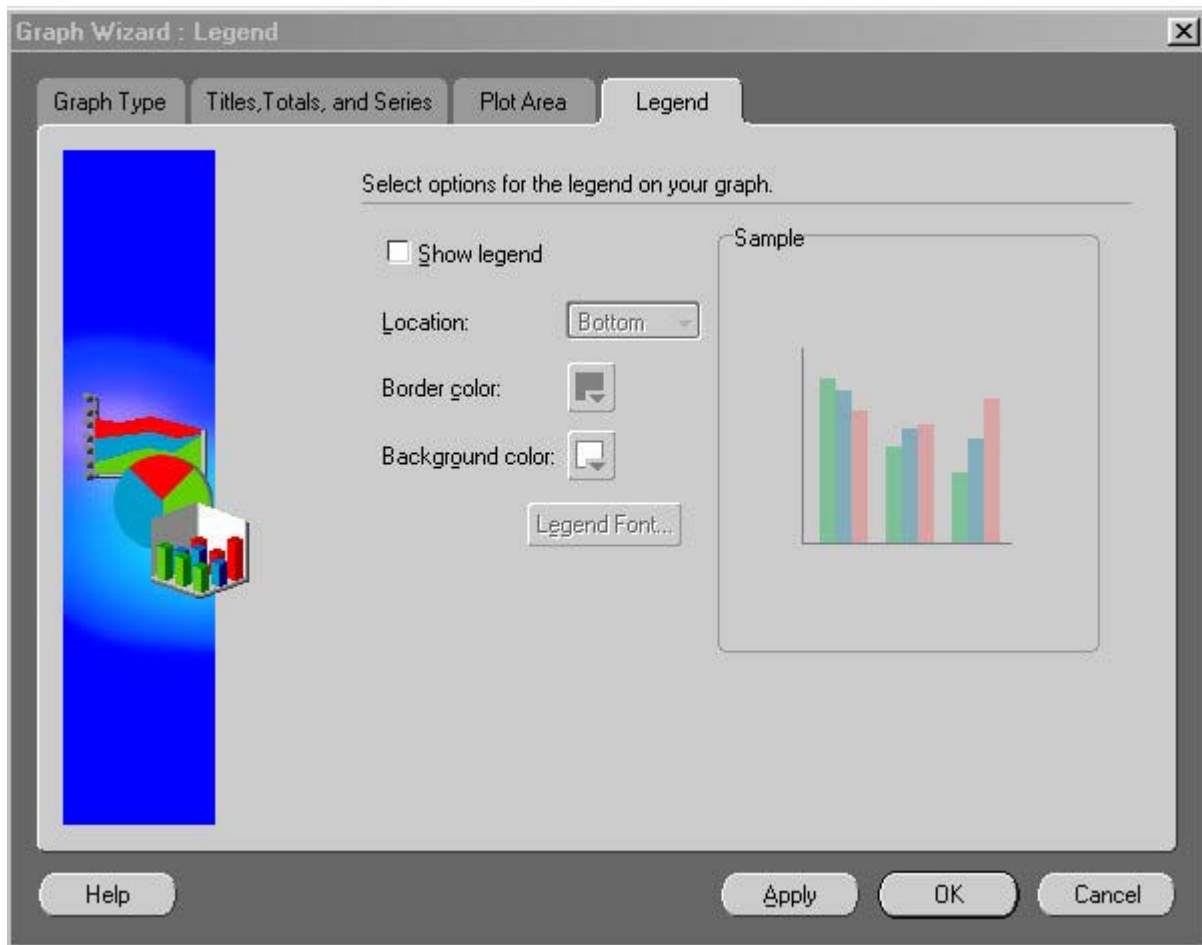 Graph Wizard : Legend
Graph Type
Titles,Totals, and Series
Plot Area
Legend
Select options for the legend on your graph.
Show legend
Sample
Location:
Bottom
Border color:
Background color:
Legend Font...
Help
Apply
OK
Cancel